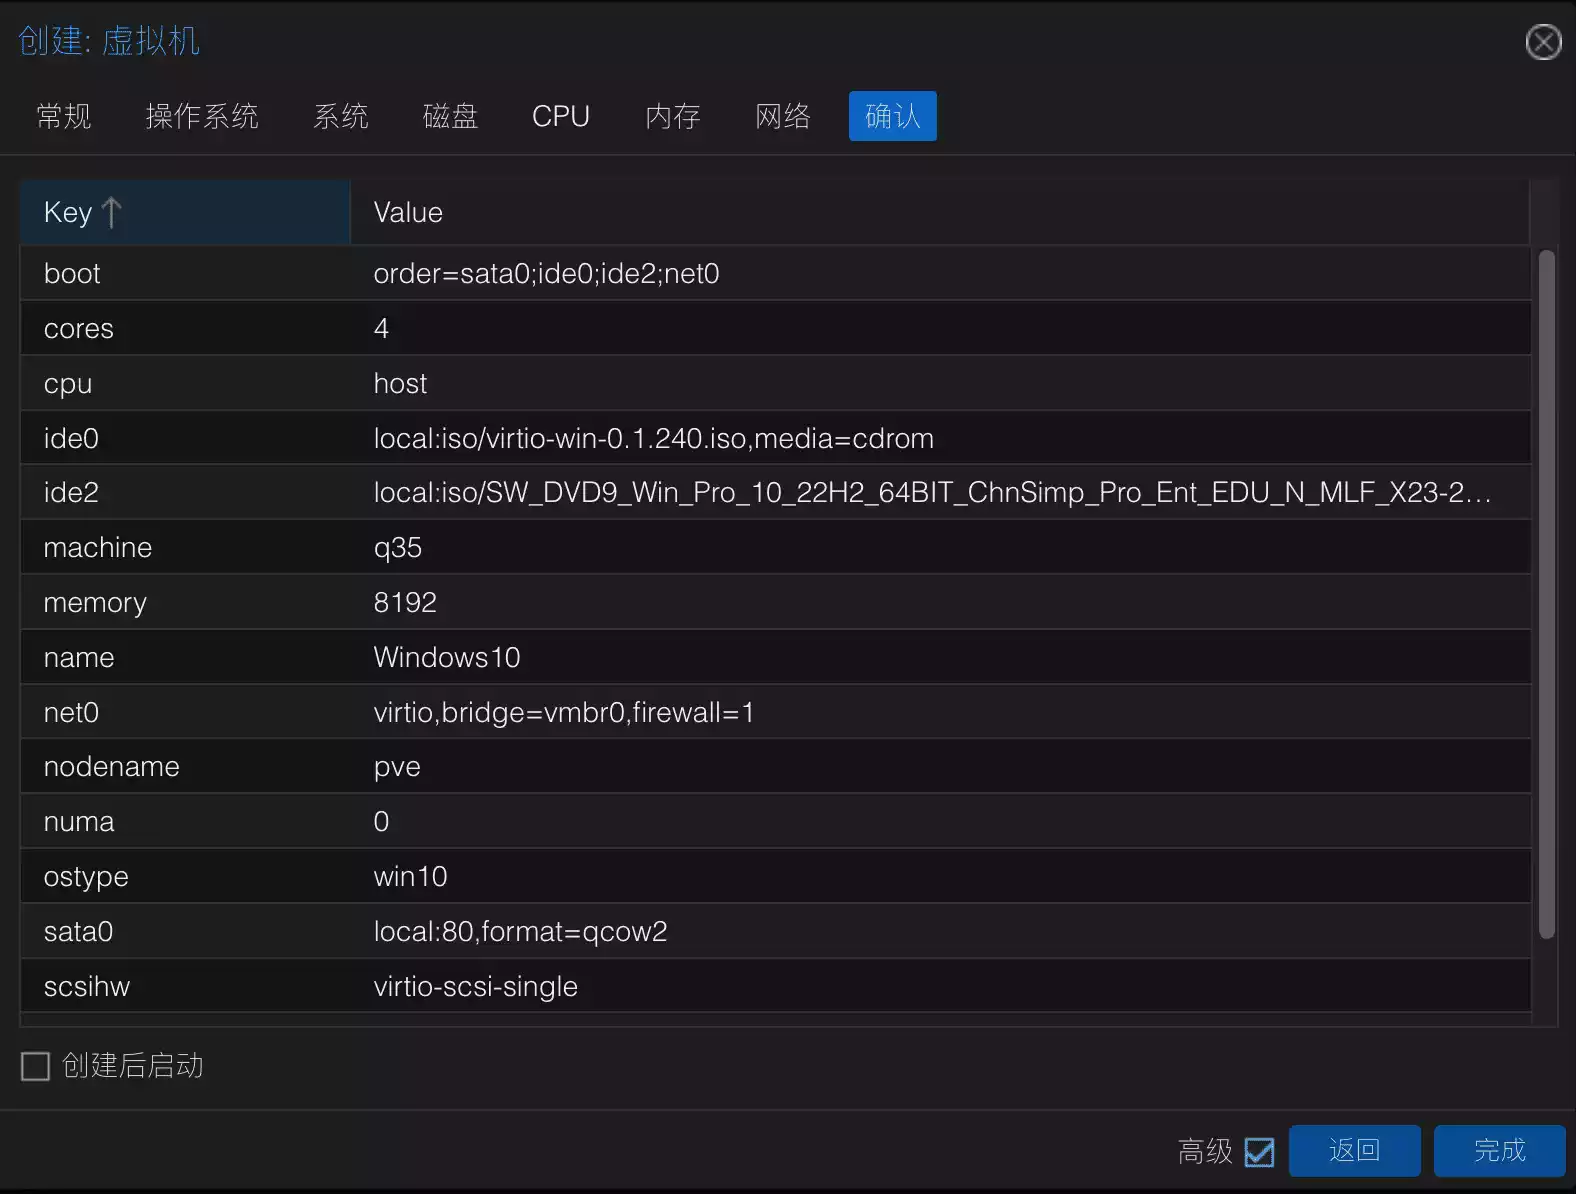 创建: 虚拟机
常规 操作系统 系统 磁盘 CPU 内存 网络 确认
Key Value
boot order=sata0;ide0;ide2;net0
cores 4
cpu host
ide0 local:iso/virtio-win-0.1.240.iso,media=cdrom
ide2 local:iso/SW_DVD9_Win_Pro_10_22H2_64BIT_ChnSimp_Pro_Ent_EDU_N_MLF_X23-2...
machine q35
memory 8192
name Windows10
net0 virtio,bridge=vmbr0,firewall=1
nodename pve
numa 0
ostype win10
sata0 local:80,format=qcow2
scsihw virtio-scsi-single
创建后启动
高级 返回 完成